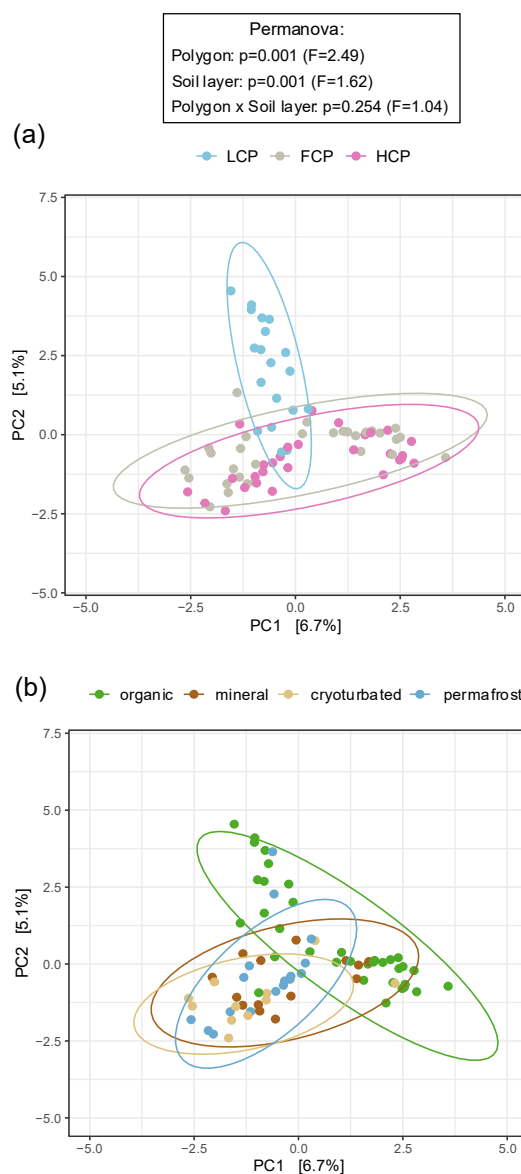 Permanova:
Polygon: p=0.001 (F=2.49)
Soil layer: p=0.001 (F=1.62)
Polygon x Soil layer: p=0.254 (F=1.04)
(a)
LCP FCP HCP
7.5
5.0
2.5
0.0
−2.5
−5.0
PC2 [5.1%]
−5.0 −2.5 0.0 2.5 5.0
PC1 [6.7%]
(b)
organic mineral cryoturbated permafrost
7.5
5.0
2.5
0.0
−2.5
−5.0
PC2 [5.1%]
−5.0 −2.5 0.0 2.5 5.0
PC1 [6.7%]